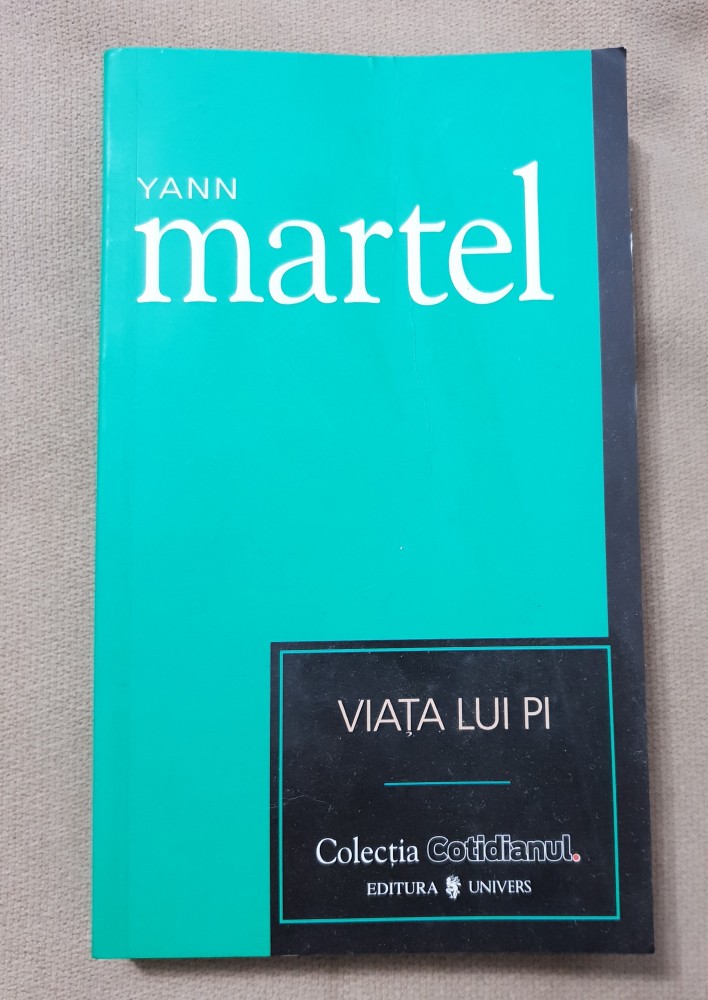 YANN
martel
VIAȚA LUI PI
Colecția Cotidianul.
EDITURA UNIVERS